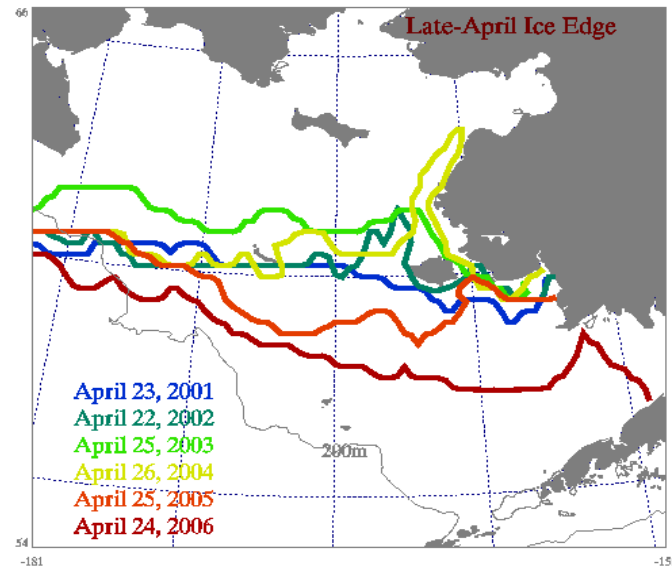 66
Late-April Ice Edge
April 23, 2001
April 22, 2002
April 25, 2003
April 26, 2004
200m
April 25, 2005
April 24, 2006
54
-181
-15